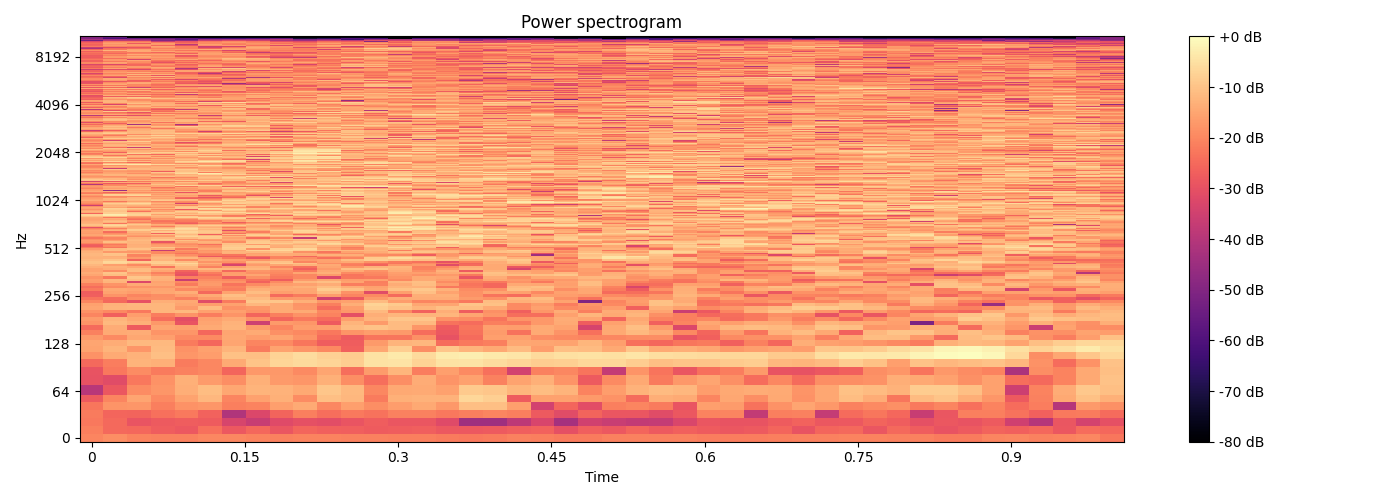 Power spectrogram
Hz
8192
4096
2048
1024
512
256
128
64
0
0 0.15 0.3 0.45 0.6 0.75 0.9
Time
+0 dB
-10 dB
-20 dB
-30 dB
-40 dB
-50 dB
-60 dB
-70 dB
-80 dB